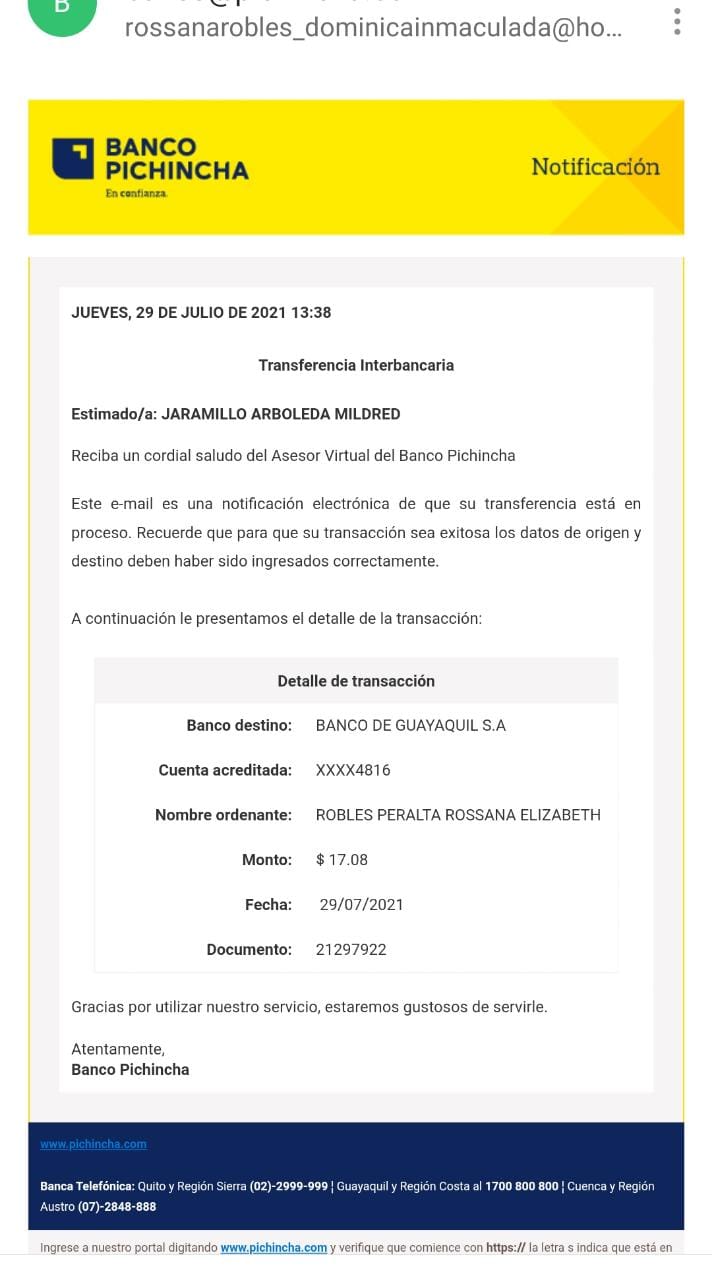 B
rossanarobles_dominicainmaculada@ho...
BANCO
PICHINCHA
En confianza.
Notificación
JUEVES, 29 DE JULIO DE 2021 13:38
Transferencia Interbancaria
Estimado/a: JARAMILLO ARBOLEDA MILDRED
Reciba un cordial saludo del Asesor Virtual del Banco Pichincha
Este e-mail es una notificación electrónica de que su transferencia está en
proceso. Recuerde que para que su transacción sea exitosa los datos de origen y
destino deben haber sido ingresados correctamente.
A continuación le presentamos el detalle de la transacción:
Detalle de transacción
Banco destino: BANCO DE GUAYAQUIL S.A
Cuenta acreditada: XXXX4816
Nombre ordenante: ROBLES PERALTA ROSSANA ELIZABETH
Monto: $ 17.08
Fecha: 29/07/2021
Documento: 21297922
Gracias por utilizar nuestro servicio, estaremos gustosos de servirle.
Atentamente,
Banco Pichincha
www.pichincha.com
Banca Telefónica: Quito y Región Sierra (02)-2999-999 ¦ Guayaquil y Región Costa al 1700 800 800 ¦ Cuenca y Región
Austro (07)-2848-888
Ingrese a nuestro portal digitando www.pichincha.com y verifique que comience con https:// la letra s indica que está en